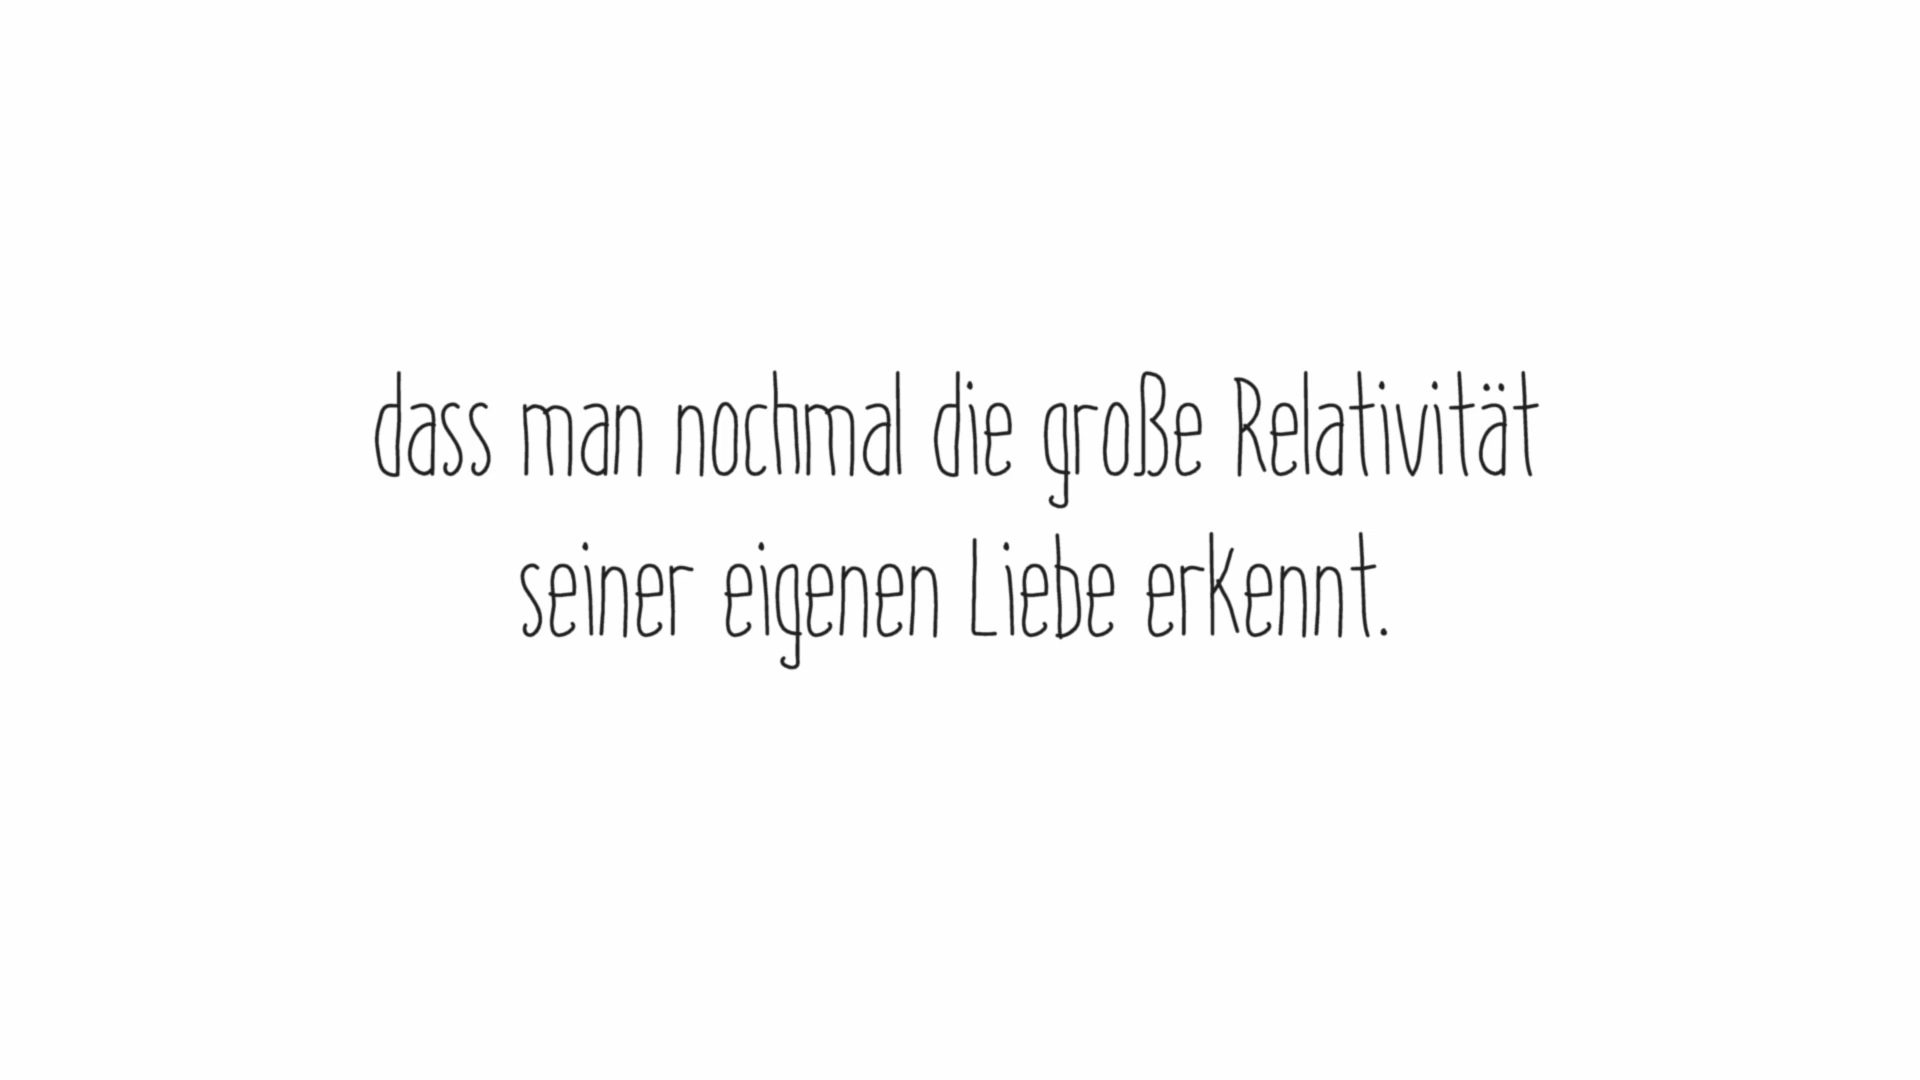 dass man nochmal die große Relativität
seiner eigenen Liebe erkennt.